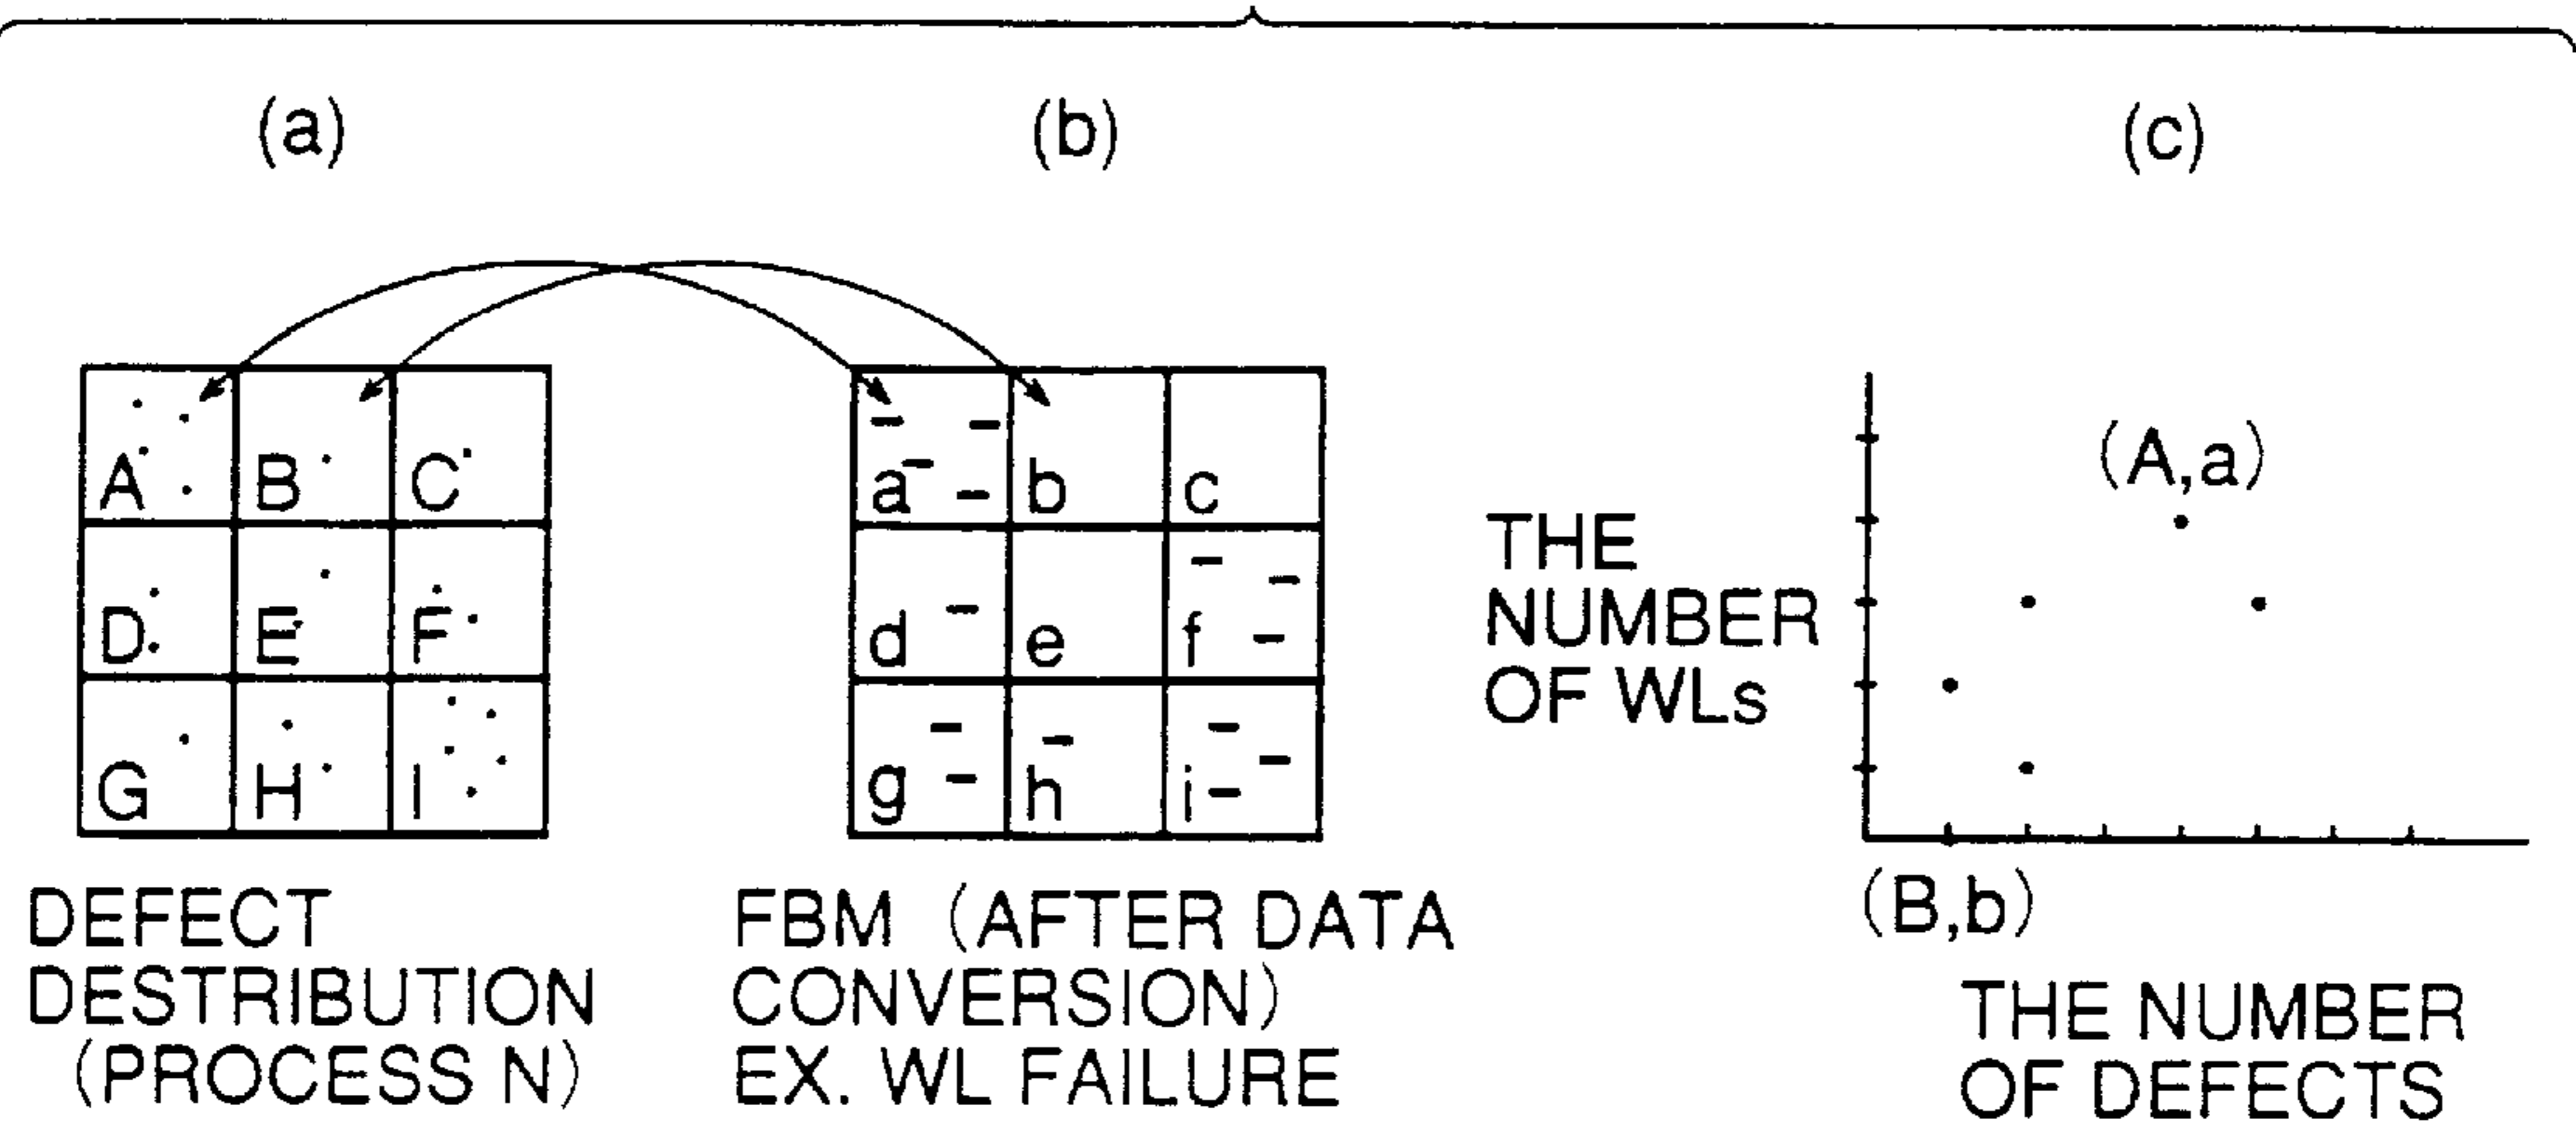 (a)
(b)
(c)
A B C
D E F
G H I
DEFECT
DESTRIBUTION
(PROCESS N)
a b c
d e f
g h i
FBM (AFTER DATA
CONVERSION)
EX. WL FAILURE
THE
NUMBER
OF WLs
(A,a)
(B,b)
THE NUMBER
OF DEFECTS